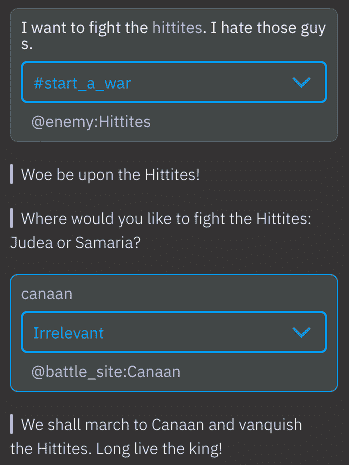 I want to fight the hittites. I hate those guy
s.
#start_a_war
@enemy:Hittites
Woe be upon the Hittites!
Where would you like to fight the Hittites:
Judea or Samaria?
canaan
Irrelevant
@battle_site:Canaan
We shall march to Canaan and vanquish
the Hittites. Long live the king!